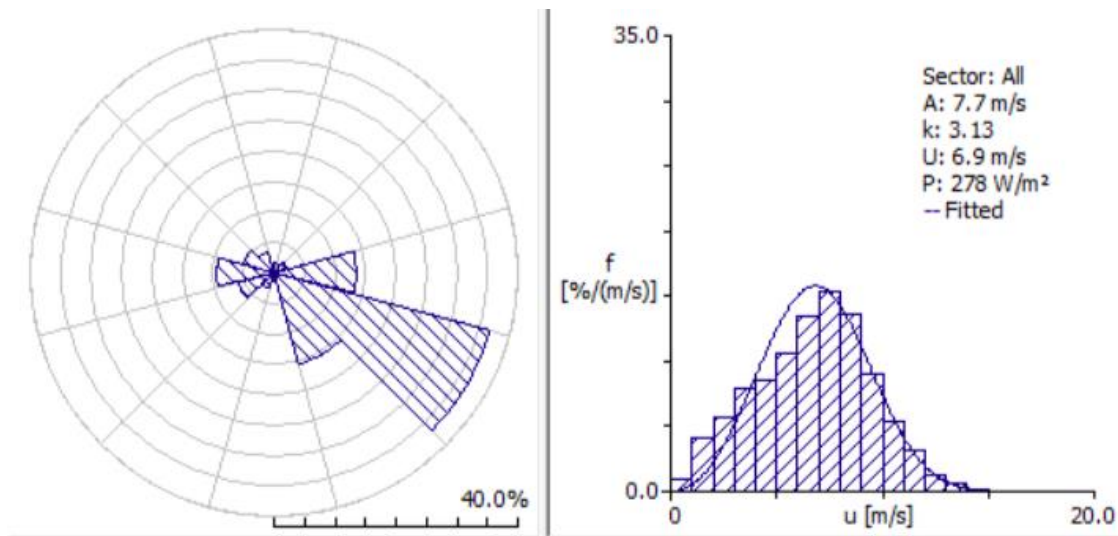 40.0%
35.0
Sector: All
A: 7.7 m/s
k: 3.13
U: 6.9 m/s
P: 278 W/m²
-- Fitted
f
[%/(m/s)]
0.0
0
u [m/s]
20.0